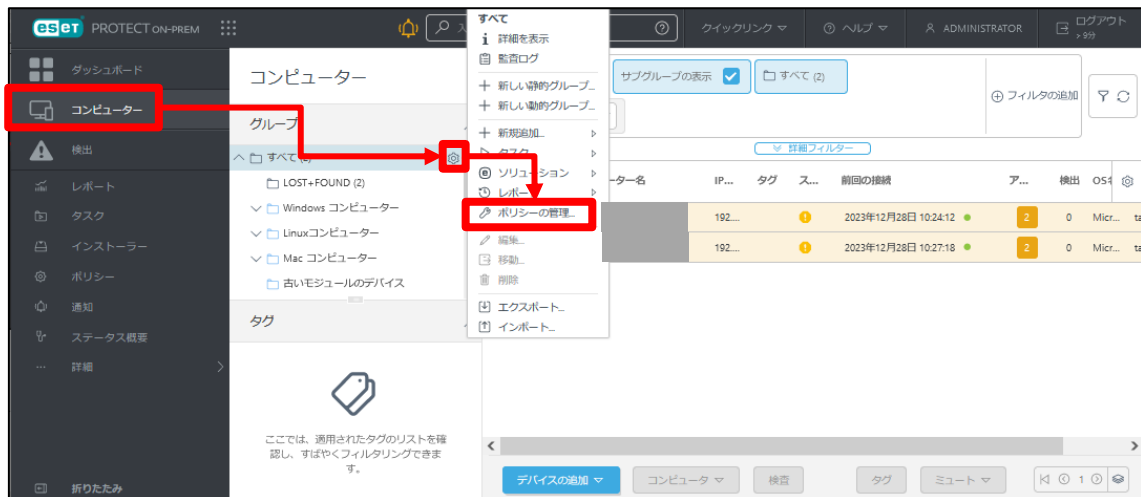 eset PROTECT ON-PREM
クイックリンク
ヘルプ
ADMINISTRATOR
ログアウト
>9分
ダッシュボード
コンピューター
検出
レポート
タスク
インストーラー
ポリシー
通知
ステータス概要
詳細
折りたたみ
コンピューター
グループ
すべて
LOST+FOUND (2)
Windows コンピューター
Linuxコンピューター
Mac コンピューター
古いモジュールのデバイス
タグ
ここでは、適用されたタグのリストを確
認し、すばやくフィルタリングできま
す。
すべて
詳細を表示
監査ログ
新しい静的グループ...
新しい動的グループ...
新規追加...
タスク
ソリューション
レポー
ポリシーの管理...
編集...
移動...
削除
エクスポート...
インポート...
サブグループの表示
すべて (2)
フィルタの追加
詳細フィルター
ーター名 IP... タグ ス... 前回の接続 ア... 検出 OSネ
192.... 2023年12月28日 10:24:12 2 0 Micr... ta
192.... 2023年12月28日 10:27:18 2 0 Micr... ta
デバイスの追加
コンピュータ
検査
タグ
ミュート
1